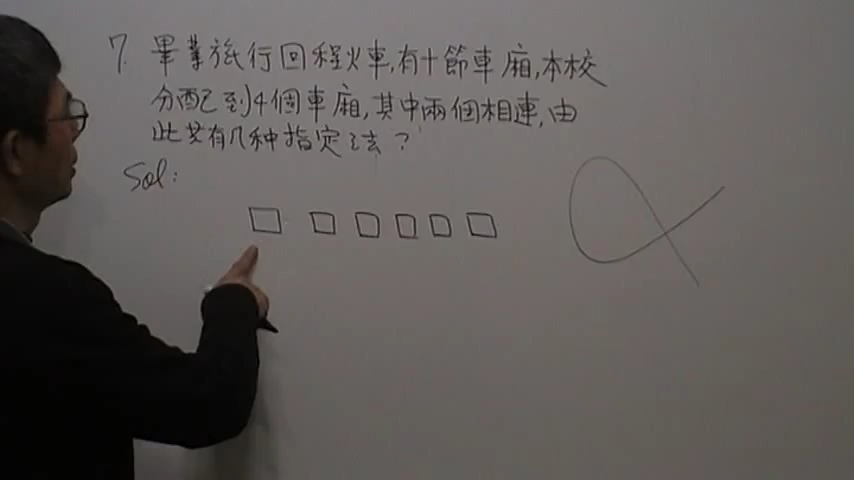 7. 畢業旅行回程火車,有十節車廂,本校
分配到4個車廂,其中兩個相連,由
此共有几种指定法?
Sol: